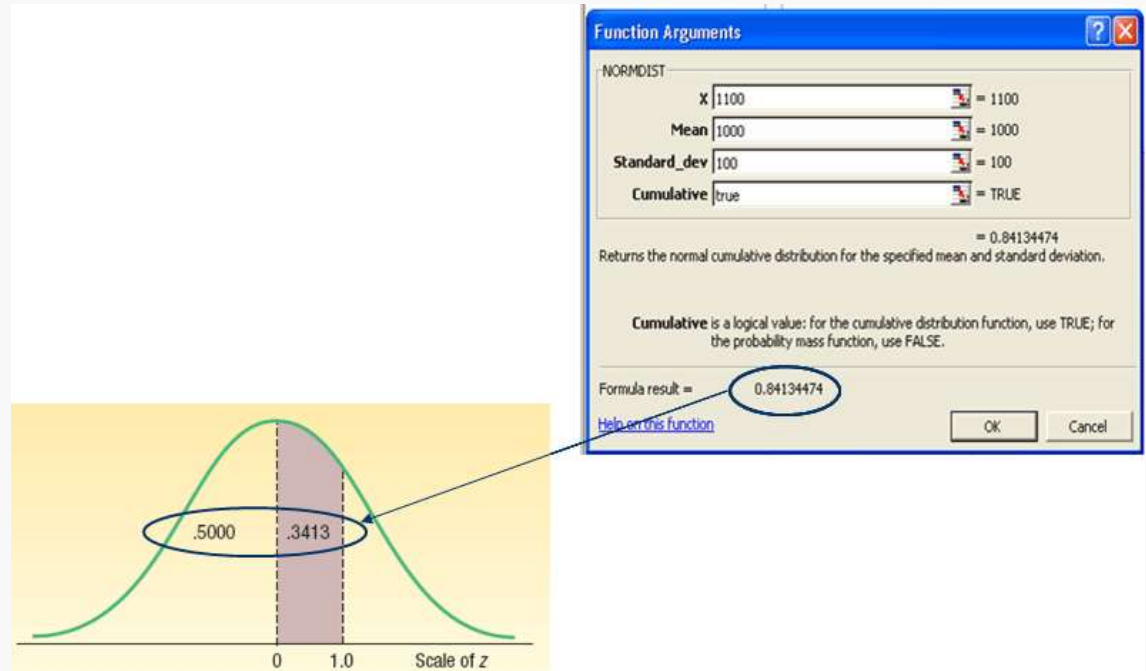 Function Arguments
?
X
NORMDIST
X 1100 = 1100
Mean 1000 = 1000
Standard_dev 100 = 100
Cumulative true = TRUE
= 0.84134474
Returns the normal cumulative distribution for the specified mean and standard deviation.
Cumulative is a logical value: for the cumulative distribution function, use TRUE; for
the probability mass function, use FALSE.
Formula result = 0.84134474
Help on this function
OK
Cancel
.5000 .3413
0 1.0 Scale of z